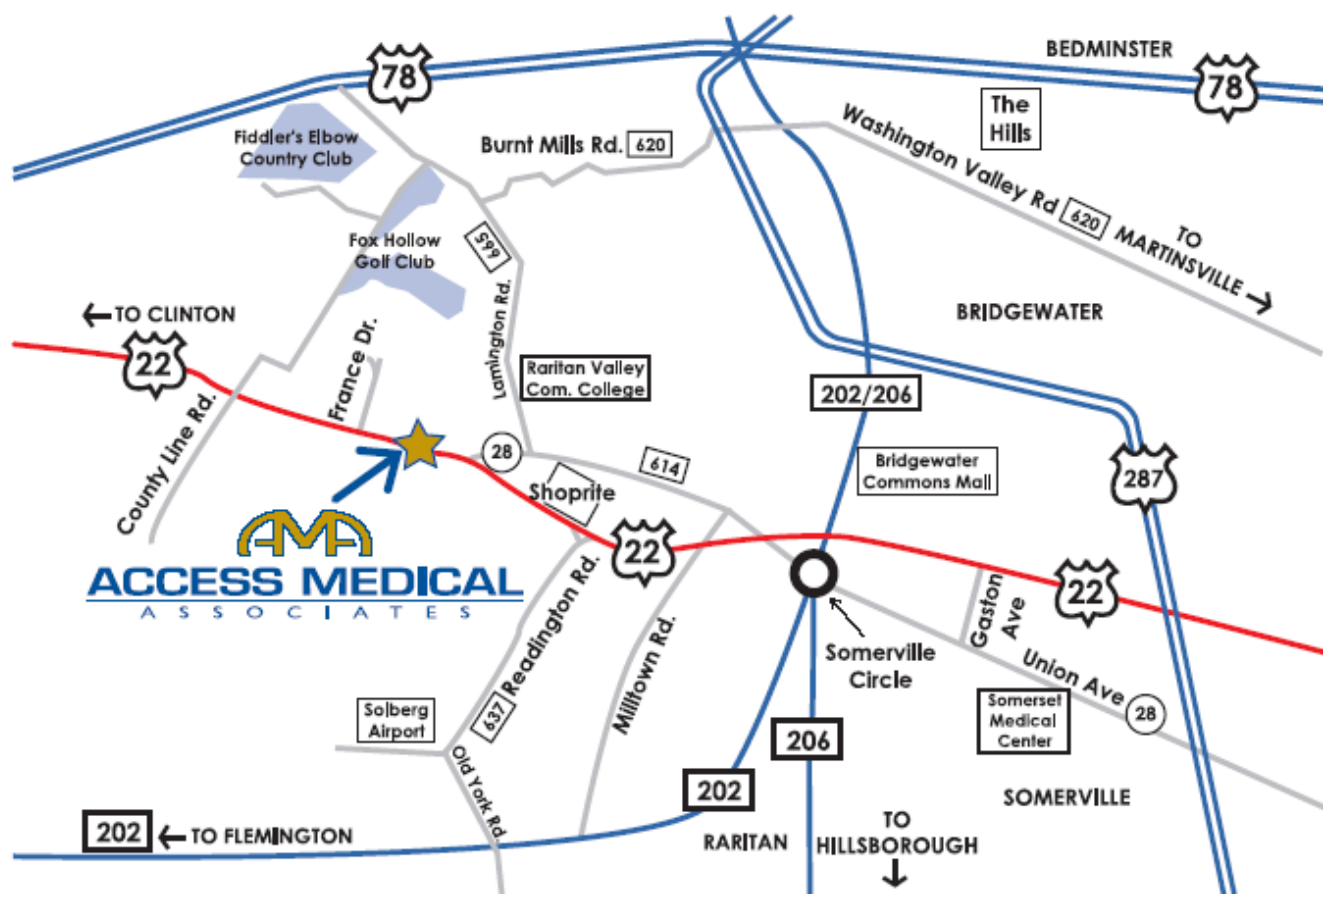 BEDMINSTER
78
78
The
Hills
Fiddler's Elbow
Country Club
Burnt Mills Rd.
620
Washington Valley Rd
620
TO
MARTINSVILLE
Fox Hollow
Golf Club
665
Lamington Rd.
TO CLINTON
22
BRIDGEWATER
France Dr.
Raritan Valley
Com. College
202/206
County Line Rd.
28
614
Bridgewater
Commons Mall
287
Shoprite
22
22
AMA
ACCESS MEDICAL
ASSOCIATES
Readington Rd.
637
Milltown Rd.
Gaston
Ave
Somerville
Circle
Union Ave
28
Solberg
Airport
Somerset
Medical
Center
206
Old York Rd.
202
SOMERVILLE
202
TO FLEMINGTON
RARITAN
TO
HILLSBOROUGH